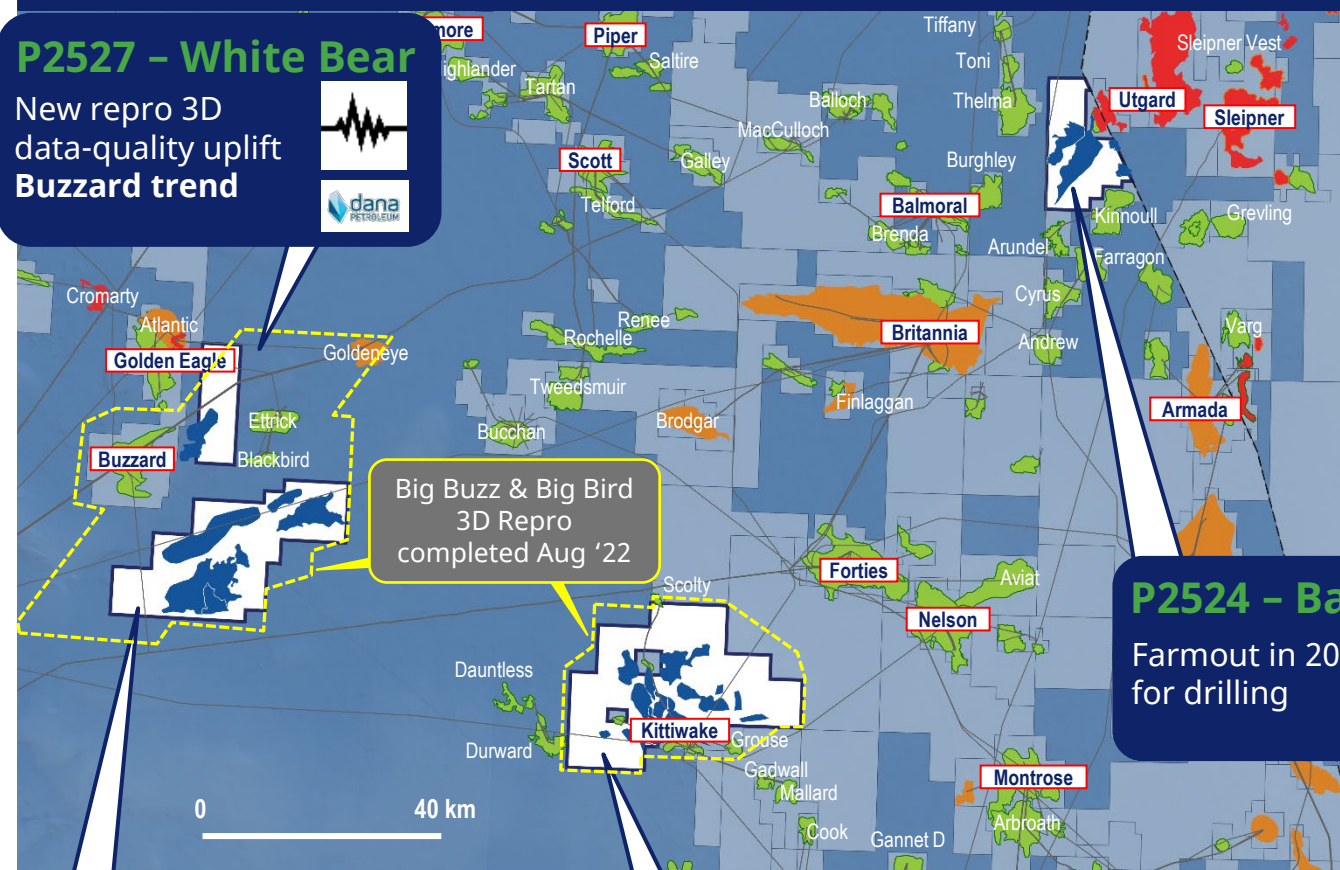 P2527 – White Bear
New repro 3D
data-quality uplift
Buzzard trend
dana
PETROLEUM
more
ighlander
Piper
Saltire
Tartan
Tiffany
Toni
Thelma
Balloch
MacCulloch
Sleipner Vest
Utgard
Sleipner
Scott
Galley
Telford
Burghley
Balmoral
Brenda
Kinnoull
Grevling
Arundel
Farragon
Cyrus
Cromarty
Atlantic
Golden Eagle
Goldeneye
Renee
Rochelle
Britannia
Andrew
Varg
Tweedsmuir
Finlaggan
Armada
Ettrick
Brodgar
Bucchan
Buzzard
Blackbird
Big Buzz & Big Bird
3D Repro
completed Aug ‘22
Scolty
Forties
Aviat
Nelson
P2524 – Ba
Farmout in 20
for drilling
Dauntless
Durward
Kittiwake
Grouse
Gadwall
Mallard
Montrose
Arbroath
Cook
Gannet D
0 40 km